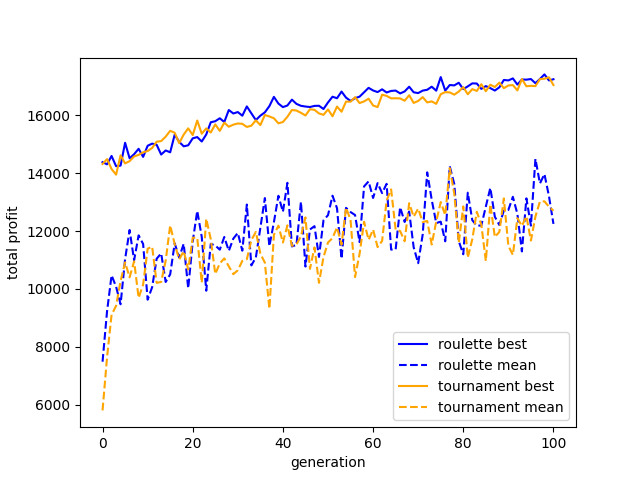 16000
14000
12000
10000
8000
6000
total profit
0
20
40
60
80
100
generation
roulette best
roulette mean
tournament best
tournament mean